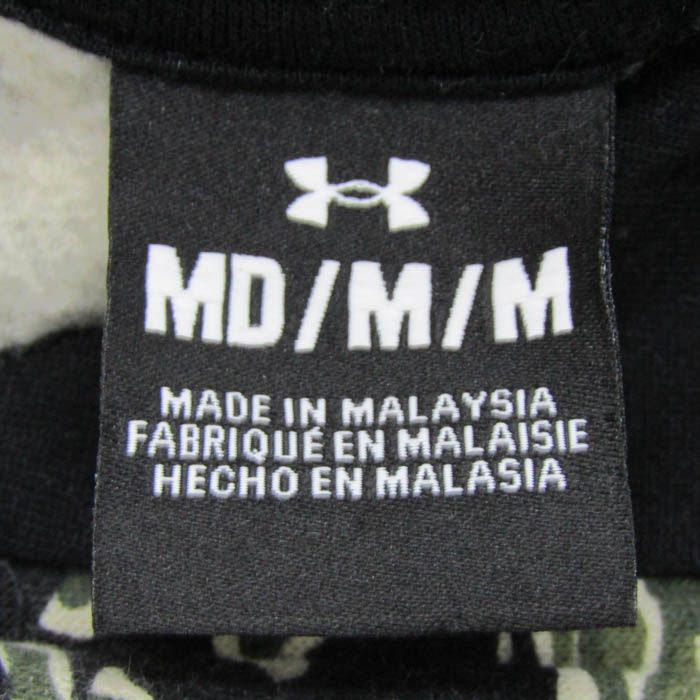 MD/M/M
MADE IN MALAYSIA
FABRIQUÉ EN MALAISIE
HECHO EN MALASIA